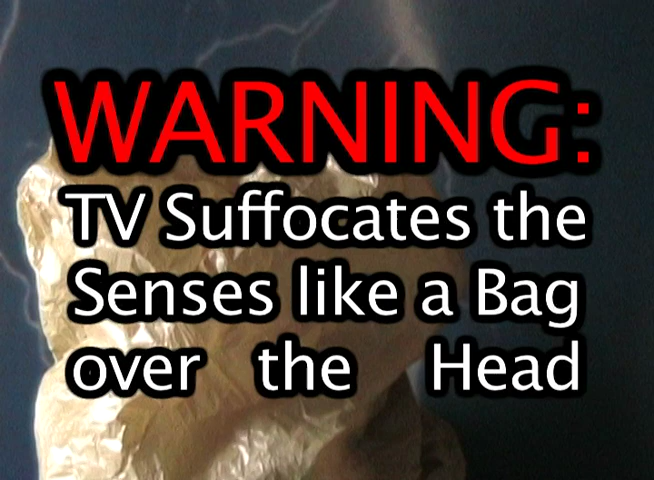 WARNING:
TV Suffocates the
Senses like a Bag
over the Head